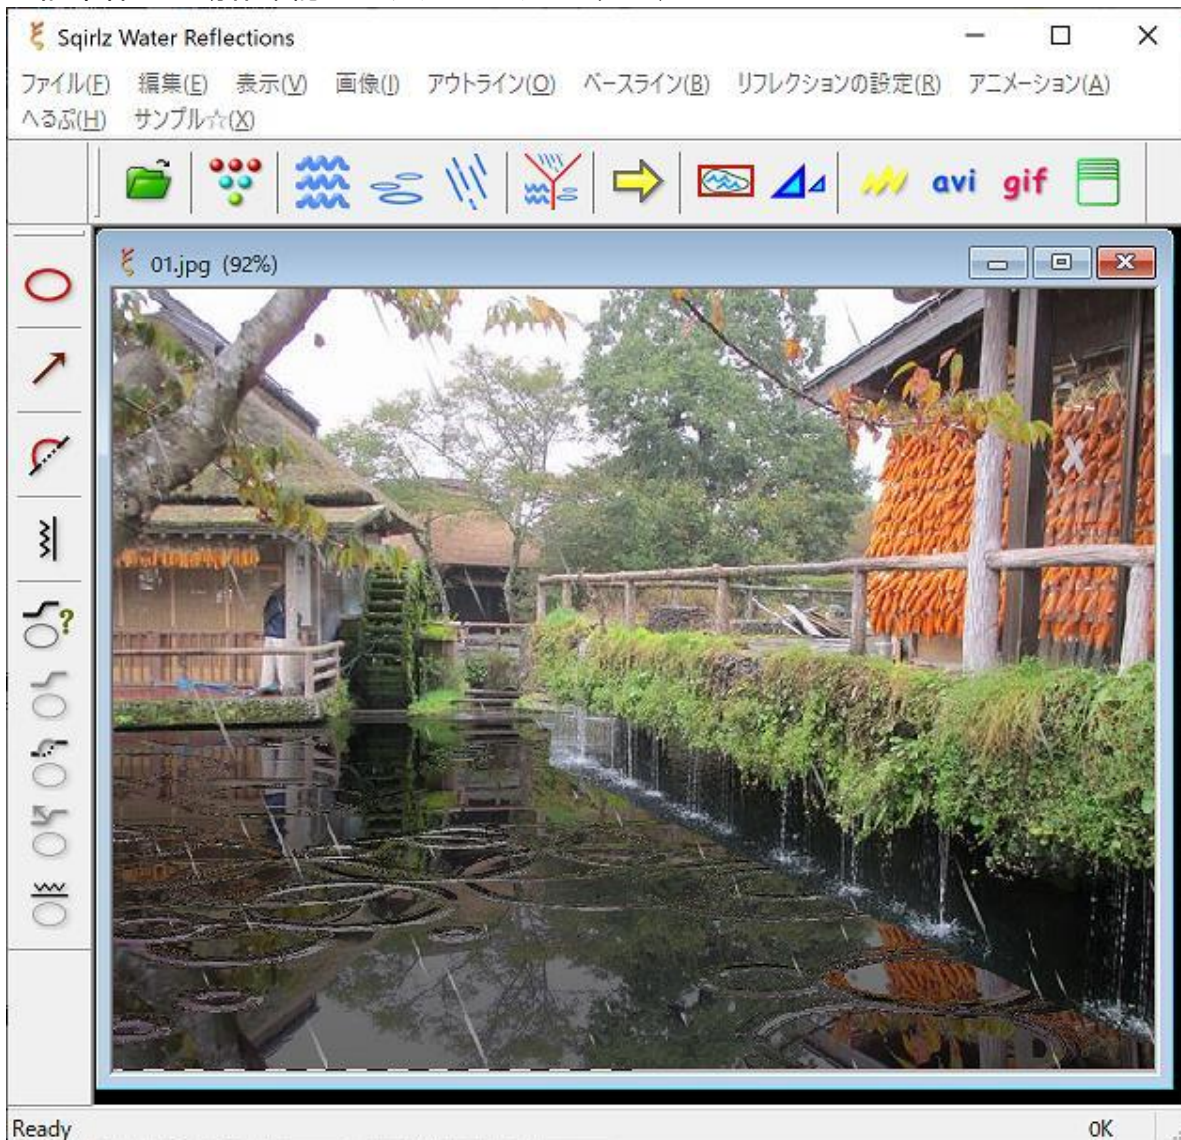 Sqirlz Water Reflections
ファイル(F) 編集(E) 表示(V) 画像(I) アウトライン(O) ベースライン(B) リフレクションの設定(R) アニメーション(A)
へるぷ(H) サンプル☆(X)
avi gif
01.jpg (92%)
Ready 0K